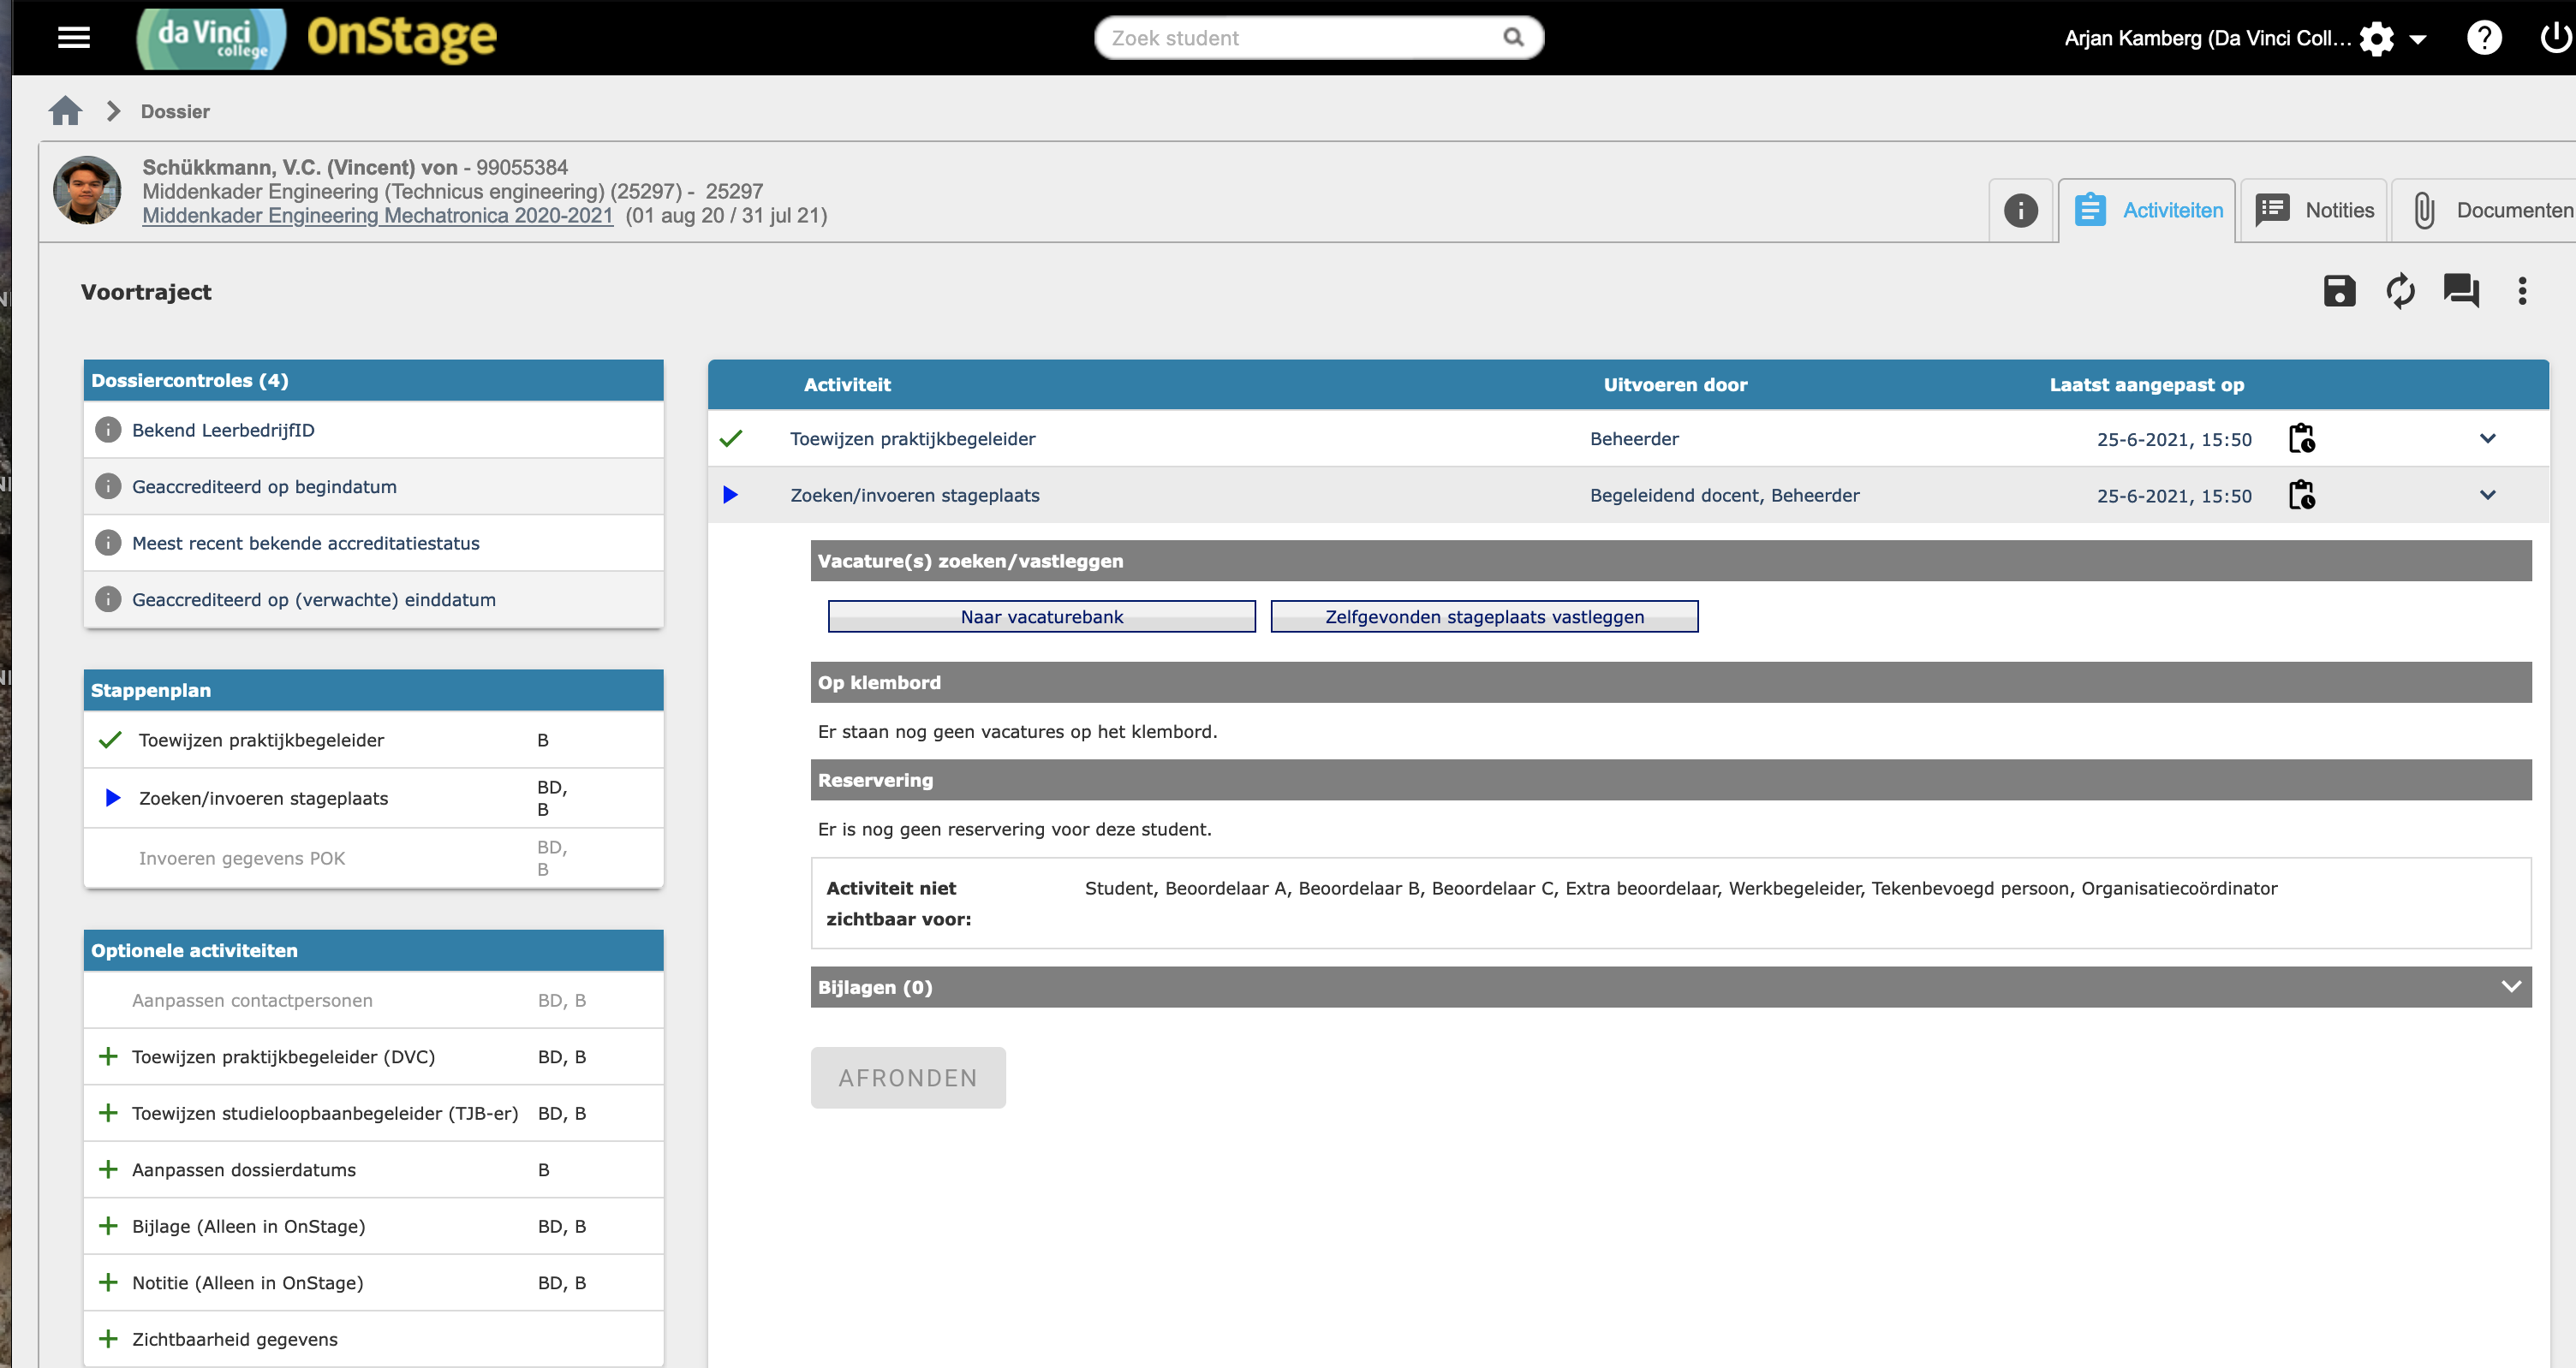 da Vinci
college
OnStage
Zoek student
Arjan Kamberg (Da Vinci Coll...
Dossier
Schükkmann, V.C. (Vincent) von - 99055384
Middenkader Engineering (Technicus engineering) (25297) - 25297
Middenkader Engineering Mechatronica 2020-2021 (01 aug 20 / 31 jul 21)
Activiteiten
Notities
Documenten
Voortraject
Dossiercontroles (4)
Bekend LeerbedrijfID
Geaccrediteerd op begindatum
Meest recent bekende accreditatiestatus
Geaccrediteerd op (verwachte) einddatum
Stappenplan
Toewijzen praktijkbegeleider B
Zoeken/invoeren stageplaats BD,
B
Invoeren gegevens POK BD,
B
Optionele activiteiten
Aanpassen contactpersonen BD, B
Toewijzen praktijkbegeleider (DVC) BD, B
Toewijzen studieloopbaanbegeleider (TJB-er) BD, B
Aanpassen dossierdatums B
Bijlage (Alleen in OnStage) BD, B
Notitie (Alleen in OnStage) BD, B
Zichtbaarheid gegevens
Activiteit Uitvoeren door Laatst aangepast op
Toewijzen praktijkbegeleider Beheerder 25-6-2021, 15:50
Zoeken/invoeren stageplaats Begeleidend docent, Beheerder 25-6-2021, 15:50
Vacature(s) zoeken/vastleggen
Naar vacaturebank Zelfgevonden stageplaats vastleggen
Op klembord
Er staan nog geen vacatures op het klembord.
Reservering
Er is nog geen reservering voor deze student.
Activiteit niet Student, Beoordelaar A, Beoordelaar B, Beoordelaar C, Extra beoordelaar, Werkbegeleider, Tekenbevoegd persoon, Organisatiecoördinator
zichtbaar voor:
Bijlagen (0)
AFRONDEN